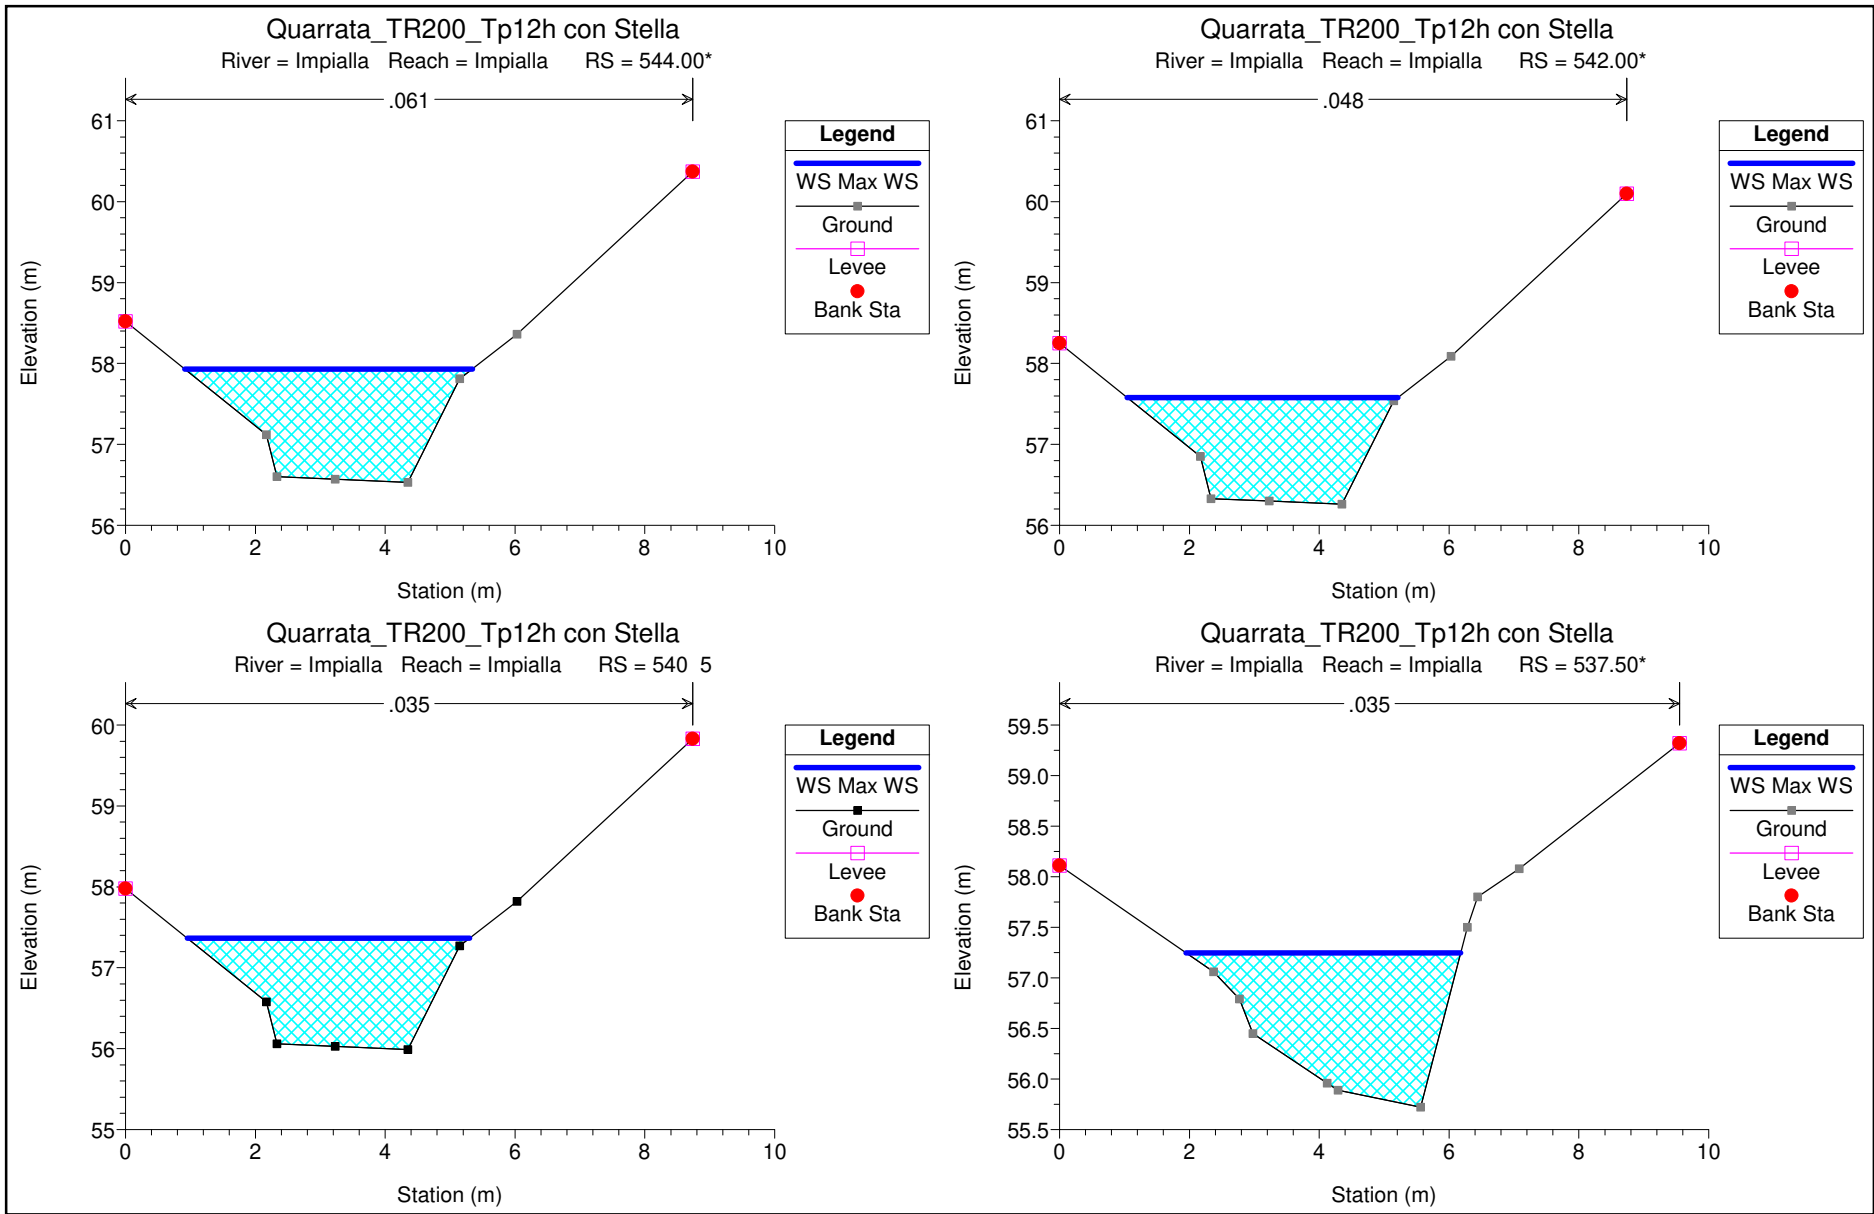 Quarrata_TR200_Tp12h con Stella
River = Impialla Reach = Impialla RS = 544.00*
.061
61
60
59
58
57
56
0 2 4 6 8 10
Elevation (m)
Station (m)
Legend
WS Max WS
Ground
Levee
Bank Sta
Quarrata_TR200_Tp12h con Stella
River = Impialla Reach = Impialla RS = 542.00*
.048
61
60
59
58
57
56
0 2 4 6 8 10
Elevation (m)
Station (m)
Legend
WS Max WS
Ground
Levee
Bank Sta
Quarrata_TR200_Tp12h con Stella
River = Impialla Reach = Impialla RS = 540 5
.035
60
59
58
57
56
55
0 2 4 6 8 10
Elevation (m)
Station (m)
Legend
WS Max WS
Ground
Levee
Bank Sta
Quarrata_TR200_Tp12h con Stella
River = Impialla Reach = Impialla RS = 537.50*
.035
59.5
59.0
58.5
58.0
57.5
57.0
56.5
56.0
55.5
0 2 4 6 8 10
Elevation (m)
Station (m)
Legend
WS Max WS
Ground
Levee
Bank Sta